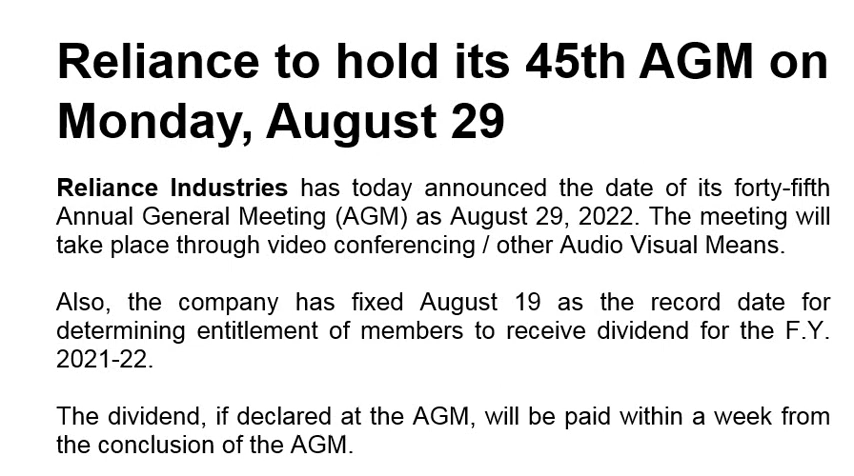 Reliance to hold its 45th AGM on
Monday, August 29
Reliance Industries has today announced the date of its forty-fifth
Annual General Meeting (AGM) as August 29, 2022. The meeting will
take place through video conferencing / other Audio Visual Means.
Also, the company has fixed August 19 as the record date for
determining entitlement of members to receive dividend for the F.Y.
2021-22.
The dividend, if declared at the AGM, will be paid within a week from
the conclusion of the AGM.